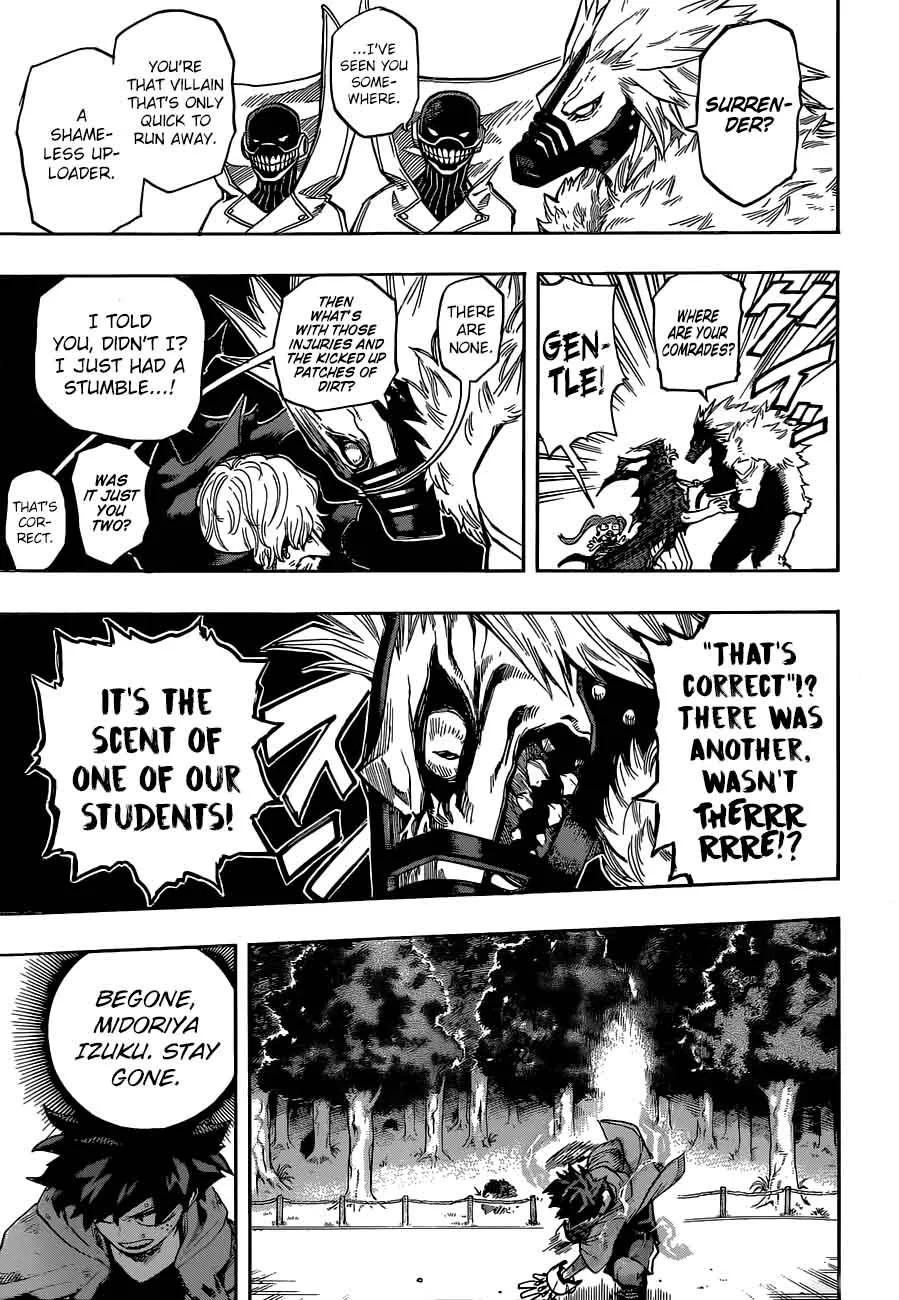 SURREN-
DER?
...I'VE
SEEN YOU
SOME-
WHERE.
YOU'RE
THAT VILLAIN
THAT'S ONLY
QUICK TO
RUN AWAY.
A
SHAME-
LESS UP-
LOADER.
WHERE
ARE YOUR
COMRADES?
GEN-
TLE!
THERE
ARE
NONE.
THEN
WHAT'S
WITH THOSE
INJURIES AND
THE KICKED UP
PATCHES OF
DIRT?
I TOLD
YOU, DIDN'T I?
I JUST HAD A
STUMBLE...!
WAS
IT JUST
YOU
TWO?
THAT'S
COR-
RECT.
"THAT'S
CORRECT"!?
THERE WAS
ANOTHER,
WASN'T
THERRR
RRRE!?
IT'S THE
SCENT OF
ONE OF OUR
STUDENTS!
BEGONE,
MIDORIYA
IZUKU. STAY
GONE.